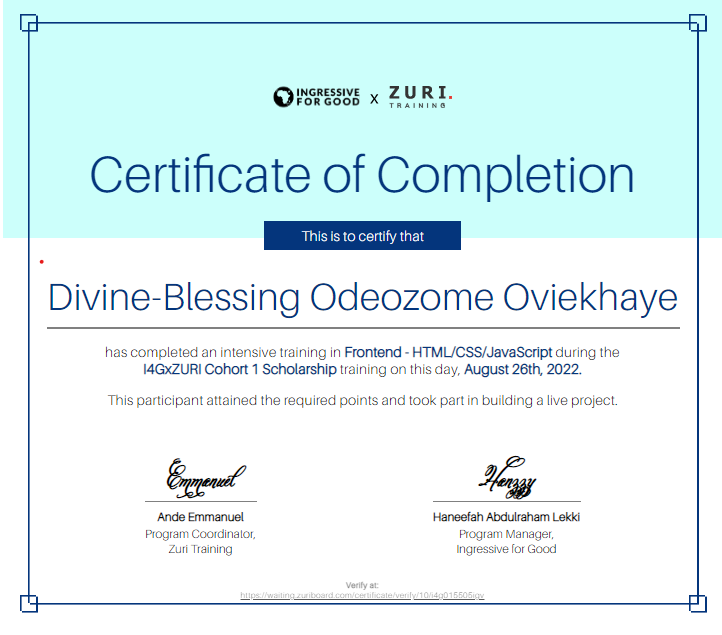 INGRESSIVE
FOR GOOD X ZURI.
TRAINING
Certificate of Completion
This is to certify that
Divine-Blessing Odeozome Oviekhaye
has completed an intensive training in Frontend - HTML/CSS/JavaScript during the
I4GxZURI Cohort 1 Scholarship training on this day, August 26th, 2022.
This participant attained the required points and took part in building a live project.
Emmanuel
Hanzzy
Ande Emmanuel
Program Coordinator,
Zuri Training
Haneefah Abdulraham Lekki
Program Manager,
Ingressive for Good
Verify at:
https://waiting.zuriboard.com/certificate/verify/10/i4g015505igv